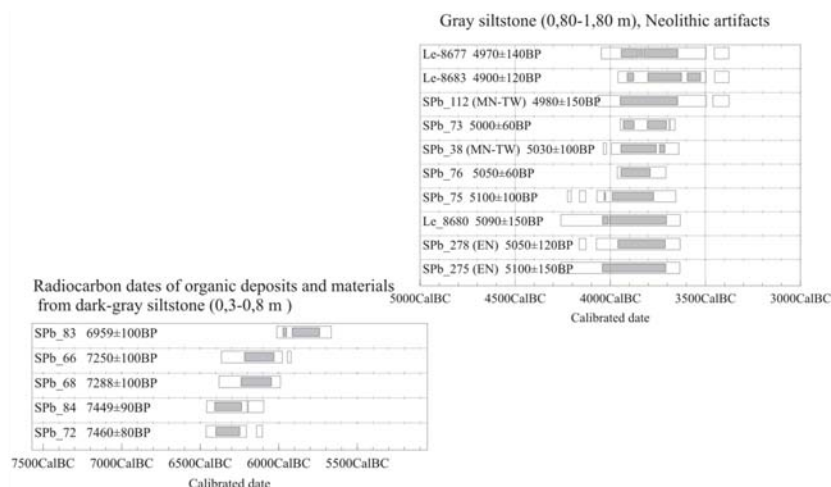 Gray siltstone (0,80-1,80 m), Neolithic artifacts
Le-8677 4970±140BP
Le-8683 4900±120BP
SPb_112 (MN-TW) 4980±150BP
SPb_73 5000±60BP
SPb_38 (MN-TW) 5030±100BP
SPb_76 5050±60BP
SPb_75 5100±100BP
Le_8680 5090±150BP
SPb_278 (EN) 5050±120BP
SPb_275 (EN) 5100±150BP
5000CalBC 4500CalBC 4000CalBC 3500CalBC 3000CalBC
Calibrated date
Radiocarbon dates of organic deposits and materials
from dark-gray siltstone (0,3-0,8 m )
SPb_83 6959±100BP
SPb_66 7250±100BP
SPb_68 7288±100BP
SPb_84 7449±90BP
SPb_72 7460±80BP
7500CalBC 7000CalBC 6500CalBC 6000CalBC 5500CalBC
Calibrated date